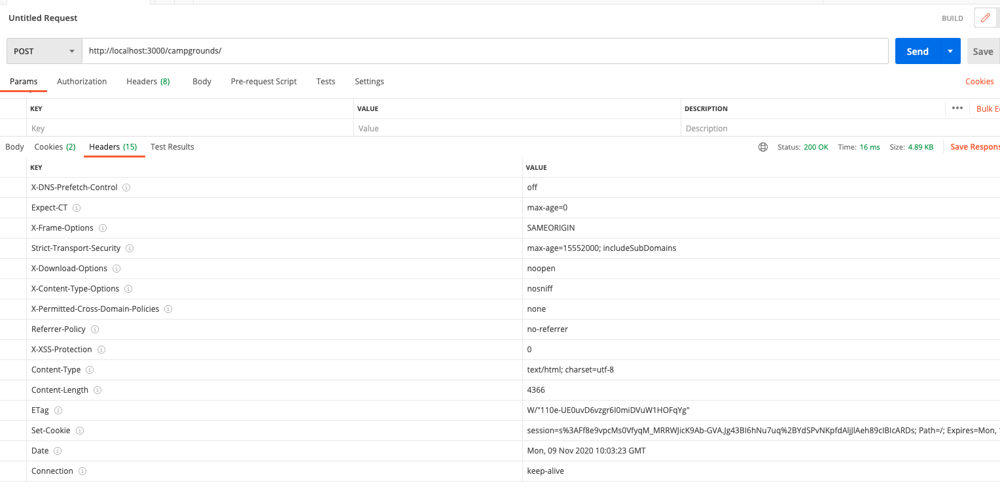 Untitled Request BUILD
POST http://localhost:3000/campgrounds/ Send Save
Params Authorization Headers (8) Body Pre-request Script Tests Settings Cookies
KEY VALUE DESCRIPTION ••• Bulk E
Key Value Description
Body Cookies (2) Headers (15) Test Results Status: 200 OK Time: 16 ms Size: 4.89 KB Save Respons
KEY VALUE
X-DNS-Prefetch-Control off
Expect-CT max-age=0
X-Frame-Options SAMEORIGIN
Strict-Transport-Security max-age=15552000; includeSubDomains
X-Download-Options noopen
X-Content-Type-Options nosniff
X-Permitted-Cross-Domain-Policies none
Referrer-Policy no-referrer
X-XSS-Protection 0
Content-Type text/html; charset=utf-8
Content-Length 4366
ETag W/"110e-UE0uvD6vzgr6I0miDVuW1HOFqYg"
Set-Cookie session=s%3AFf8e9vpcMs0VfyqM_MRRWJicK9Ab-GVA.Jg43BI6hNu7uq%2BYdSPvNKpfdAljJlAeh89cIBIcARDs; Path=/; Expires=Mon,
Date Mon, 09 Nov 2020 10:03:23 GMT
Connection keep-alive